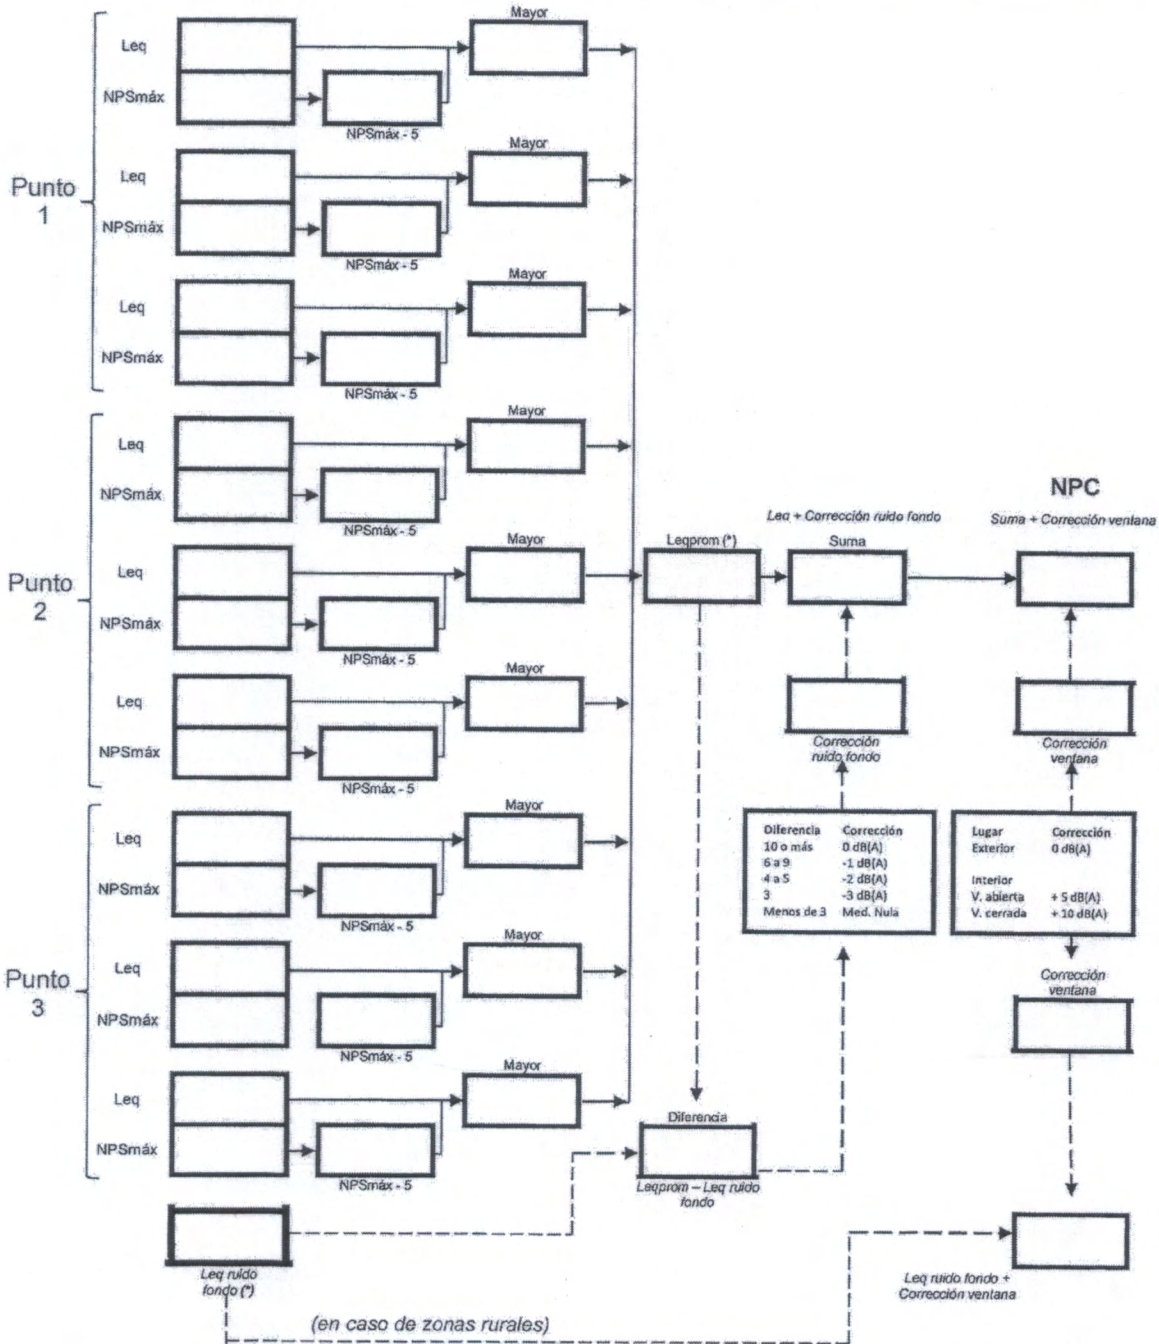 Mayor
Leq
NPSmáx
NPSmáx - 5
Mayor
Leq
NPSmáx
NPSmáx - 5
Punto
1
Mayor
Leq
NPSmáx
NPSmáx - 5
Mayor
Leq
NPSmáx
NPSmáx - 5
Mayor
Leq
NPSmáx
NPSmáx - 5
Punto
2
Mayor
Leq
NPSmáx
NPSmáx - 5
Mayor
Leq
NPSmáx
NPSmáx - 5
Mayor
Leq
NPSmáx
NPSmáx - 5
Punto
3
Mayor
Leq
NPSmáx
NPSmáx - 5
Leq ruido
fondo (*)
(en caso de zonas rurales)
Leqprom (*)
Leq + Corrección ruido fondo
Suma
NPC
Suma + Corrección ventana
Corrección
ruido fondo
Corrección
ventana
Diferencia Corrección
10 o más 0 dB(A)
6 a 9 -1 dB(A)
4 a 5 -2 dB(A)
3 -3 dB(A)
Menos de 3 Med. Nula
Lugar Corrección
Exterior 0 dB(A)
Interior
V. abierta + 5 dB(A)
V. cerrada + 10 dB(A)
Corrección
ventana
Diferencia
Leqprom – Leq ruido
fondo
Leq ruido fondo +
Corrección ventana